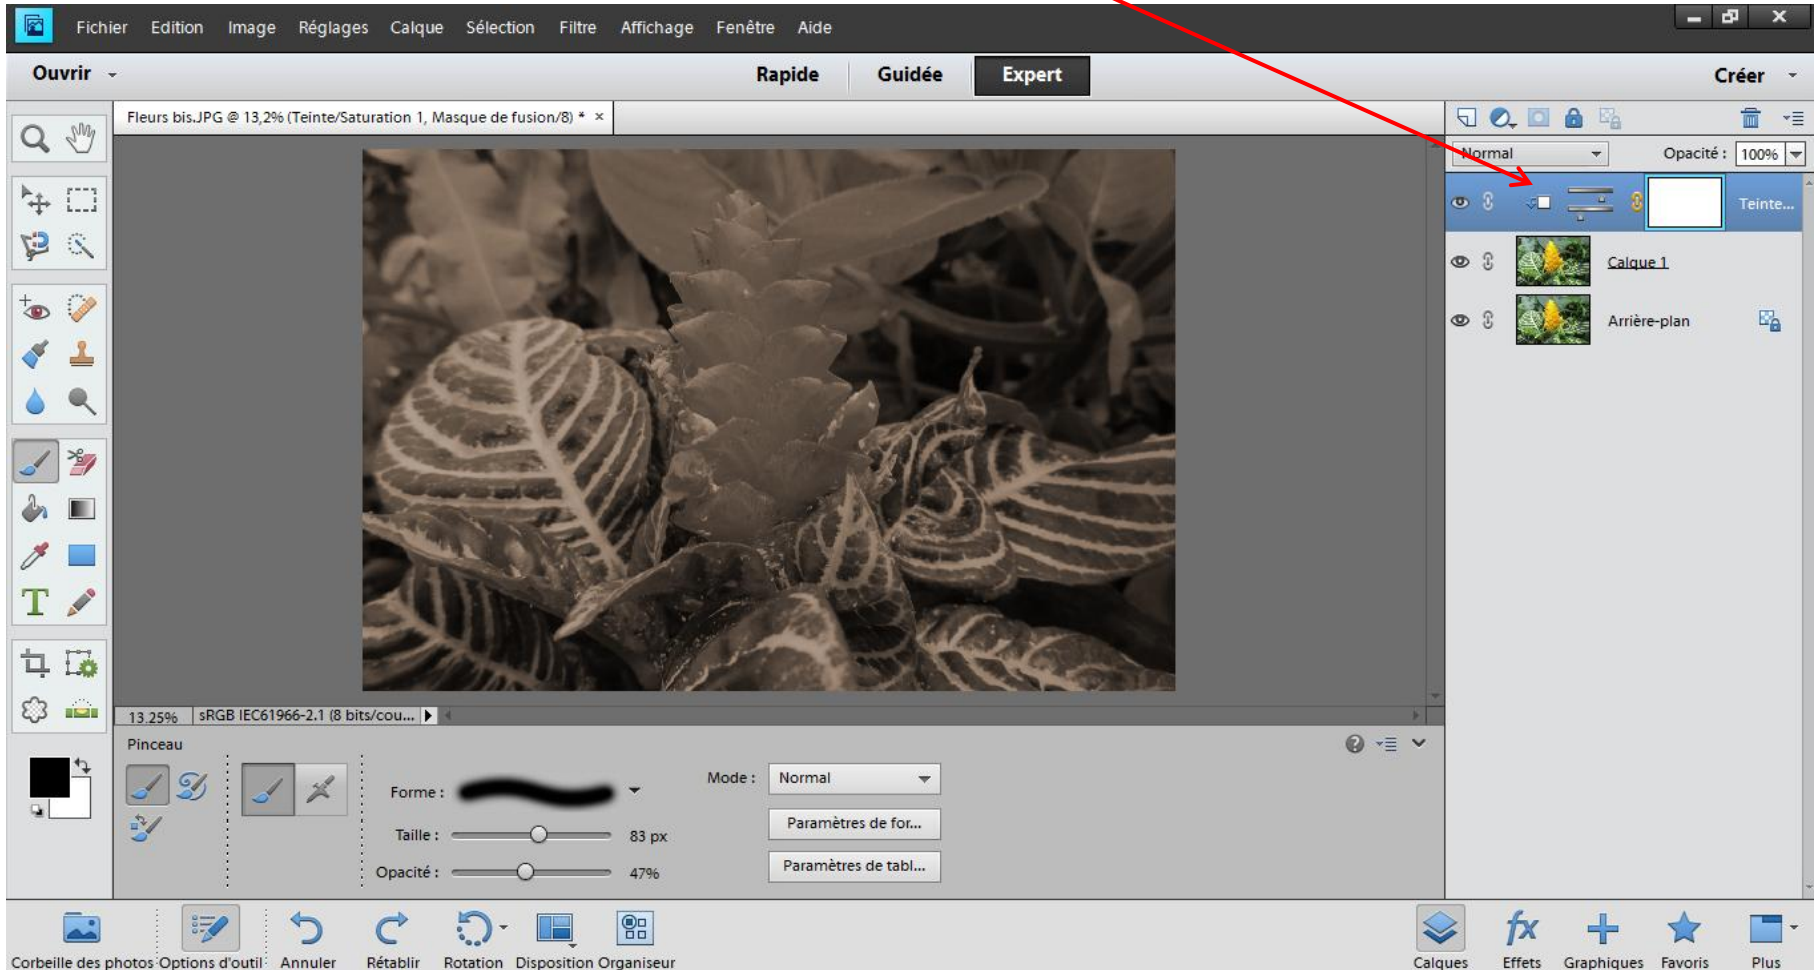 Fichier Edition Image Réglages Calque Sélection Filtre Affichage Fenêtre Aide
Ouvrir Rapide Guidée Expert Créer
Fleurs bis.JPG @ 13,2% (Teinte/Saturation 1, Masque de fusion/8) * ×
Normal Opacité : 100%
Teinte...
Calque 1
Arrière-plan
T
13.25% sRGB IEC61966-2.1 (8 bits/cou...
Pinceau
Forme : Mode : Normal
Taille : 83 px Paramètres de for...
Opacité : 47% Paramètres de tabl...
fx
Corbeille des photos Options d'outil Annuler Rétablir Rotation Disposition Organiseur Calques Effets Graphiques Favoris Plus